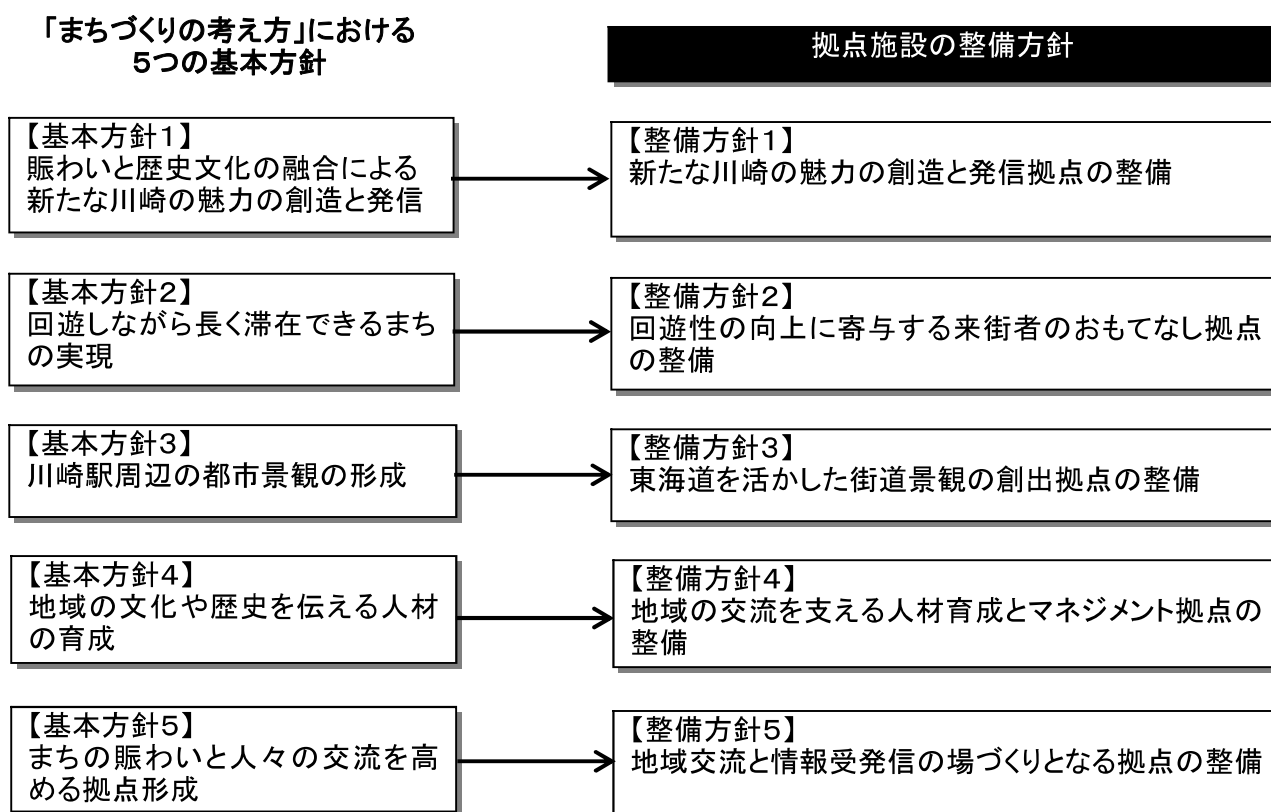 「まちづくりの考え方」における
5つの基本方針
拠点施設の整備方針
【基本方針1】
賑わいと歴史文化の融合による
新たな川崎の魅力の創造と発信
【整備方針1】
新たな川崎の魅力の創造と発信拠点の整備
【基本方針2】
回遊しながら長く滞在できるまち
の実現
【整備方針2】
回遊性の向上に寄与する来街者のおもてなし拠点
の整備
【基本方針3】
川崎駅周辺の都市景観の形成
【整備方針3】
東海道を活かした街道景観の創出拠点の整備
【基本方針4】
地域の文化や歴史を伝える人材
の育成
【整備方針4】
地域の交流を支える人材育成とマネジメント拠点の
整備
【基本方針5】
まちの賑わいと人々の交流を高
める拠点形成
【整備方針5】
地域交流と情報受発信の場づくりとなる拠点の整備